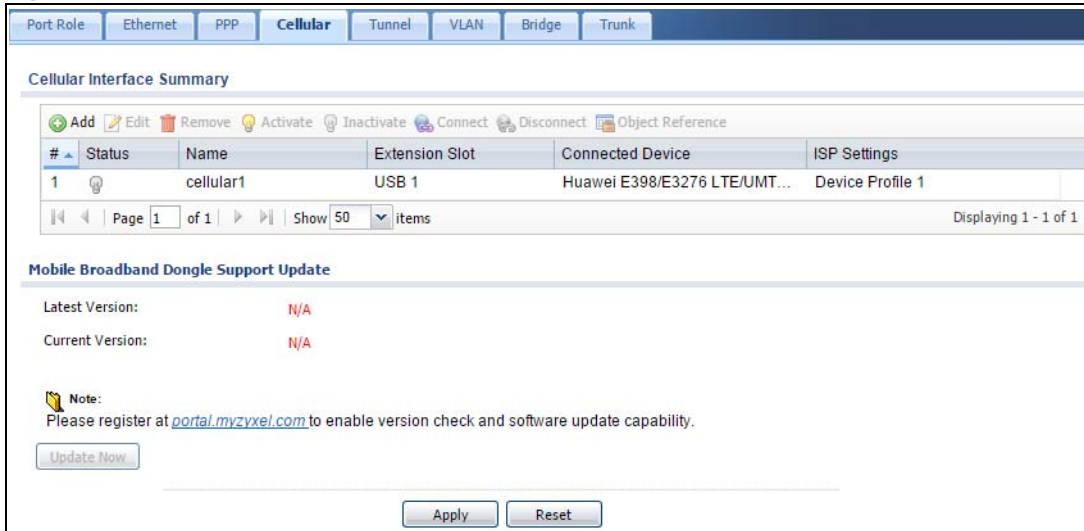 Port Role Ethernet PPP Cellular Tunnel VLAN Bridge Trunk
Cellular Interface Summary
Add Edit Remove Activate Inactivate Connect Disconnect Object Reference
# Status Name Extension Slot Connected Device ISP Settings
1 cellular1 USB 1 Huawei E398/E3276 LTE/UMT... Device Profile 1
Page 1 of 1 Show 50 items Displaying 1 - 1 of 1
Mobile Broadband Dongle Support Update
Latest Version: N/A
Current Version: N/A
Note:
Please register at portal.myzyxel.com to enable version check and software update capability.
Update Now
Apply Reset